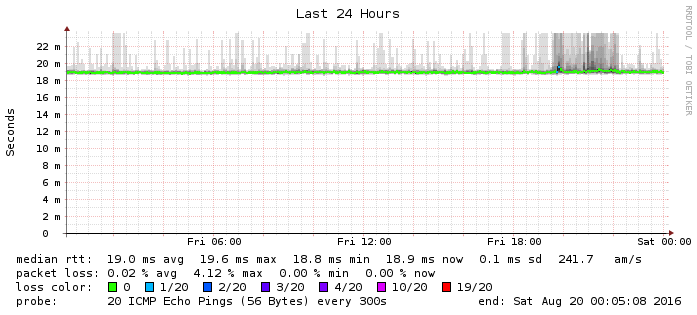 Last 24 Hours
RRDTOOL / TOBI OETIKER
Seconds
22 m
20 m
18 m
16 m
14 m
12 m
10 m
8 m
6 m
4 m
2 m
0
Fri 06:00 Fri 12:00 Fri 18:00 Sat 00:00
median rtt: 19.0 ms avg 19.6 ms max 18.8 ms min 18.9 ms now 0.1 ms sd 241.7 am/s
packet loss: 0.02 % avg 4.12 % max 0.00 % min 0.00 % now
loss color: 0 1/20 2/20 3/20 4/20 10/20 19/20
probe: 20 ICMP Echo Pings (56 Bytes) every 300s end: Sat Aug 20 00:05:08 2016